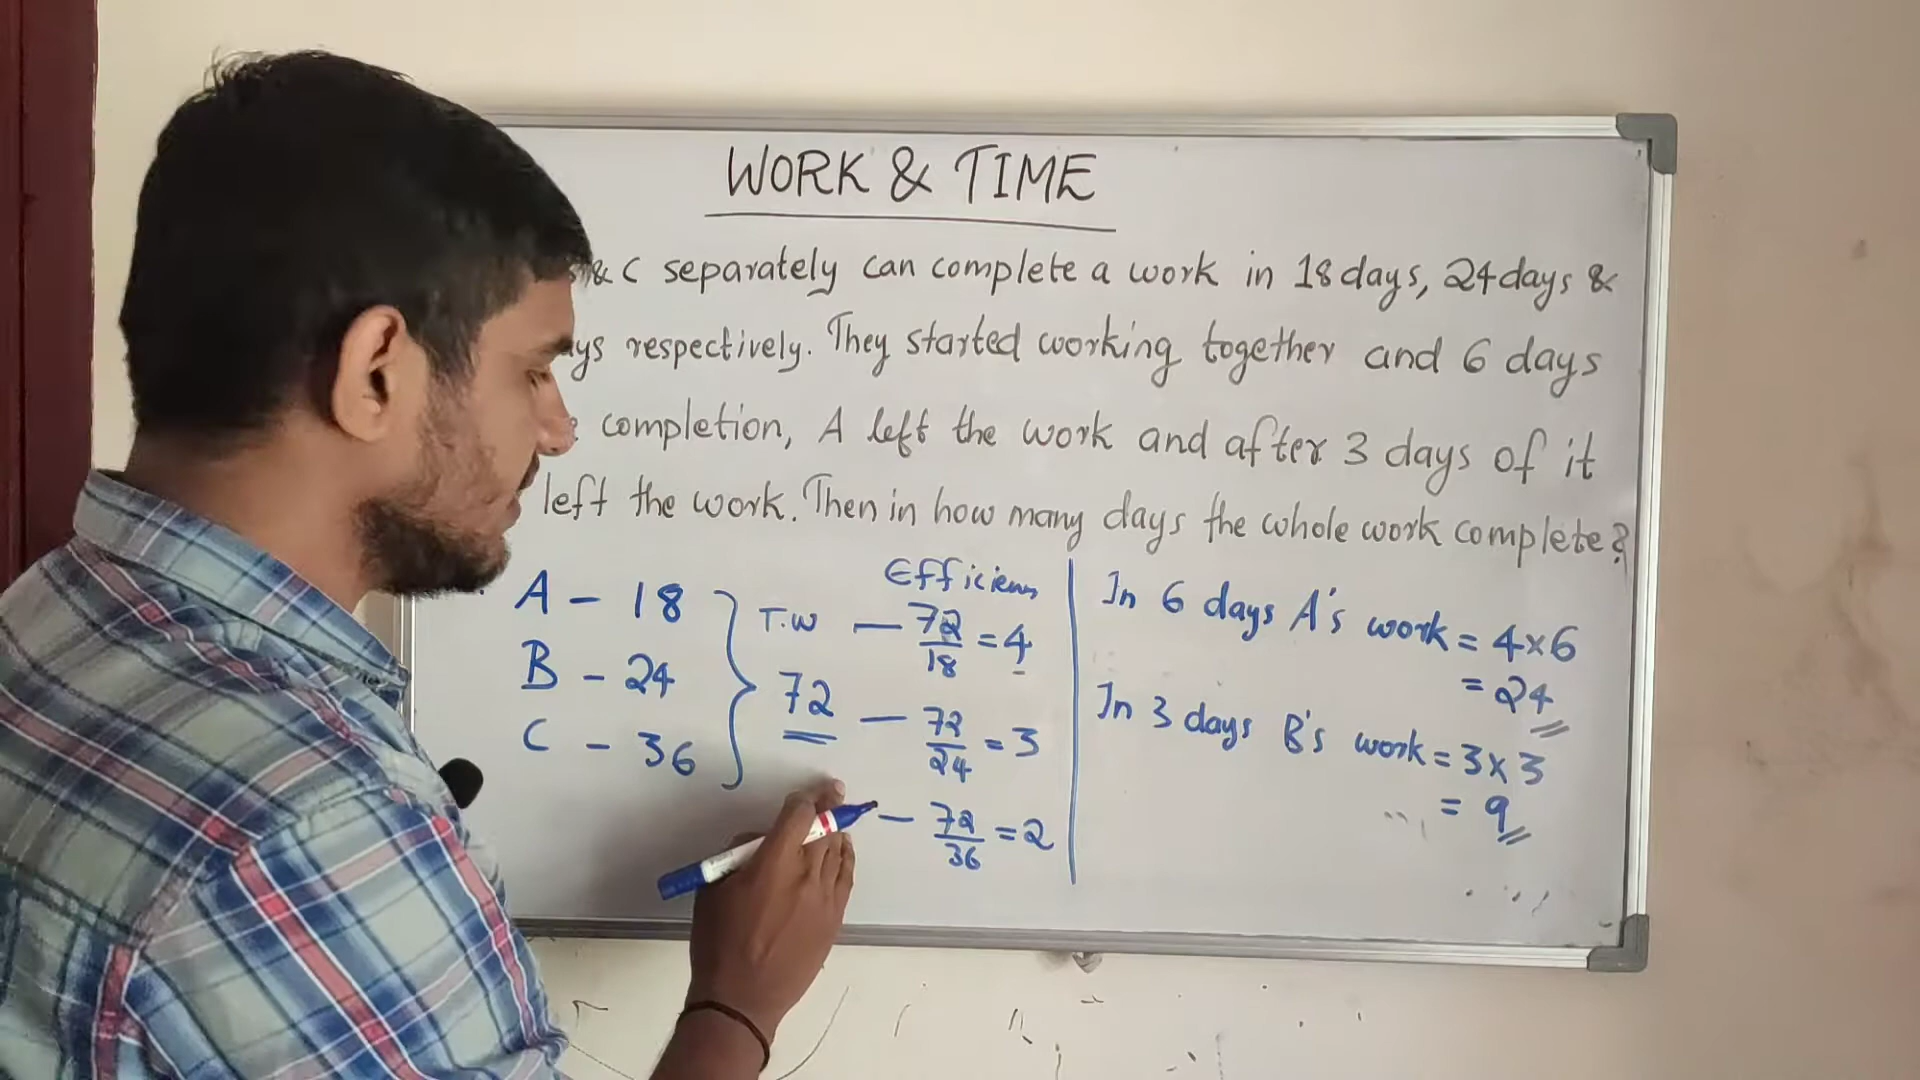 WORK & TIME
& C separately can complete a work in 18 days, 24 days &
respectively. They started working together and 6 days
completion, A left the work and after 3 days of it
left the work. Then in how many days the whole work complete?
Efficiency
A – 18
T.W — 72/18 = 4
B – 24
72 — 72/24 = 3
C – 36
— 72/36 = 2
In 6 days A's work = 4×6
= 24
In 3 days B's work = 3×3
= 9